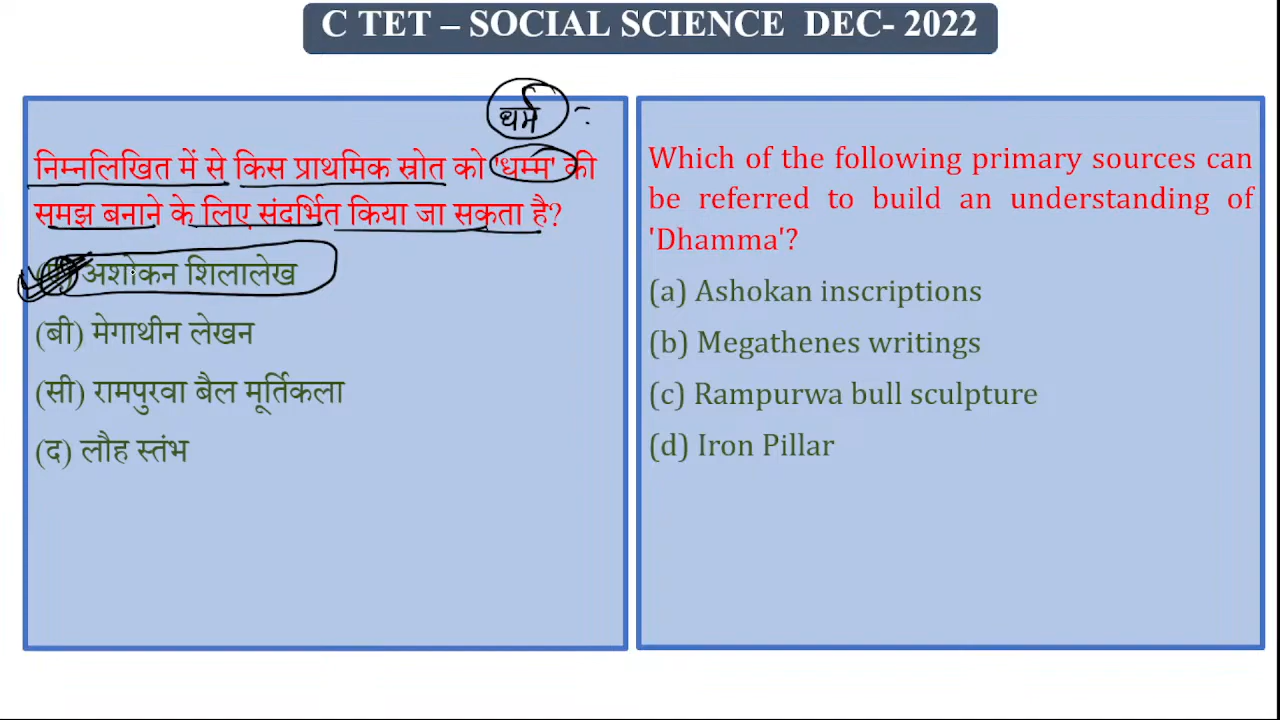 C TET – SOCIAL SCIENCE DEC- 2022
धर्म :
निम्नलिखित में से किस प्राथमिक स्रोत को 'धम्म' की
समझ बनाने के लिए संदर्भित किया जा सकता है?
अशोकन शिलालेख
(बी) मेगाथीन लेखन
(सी) रामपुरवा बैल मूर्तिकला
(द) लौह स्तंभ
Which of the following primary sources can
be referred to build an understanding of
'Dhamma'?
(a) Ashokan inscriptions
(b) Megathenes writings
(c) Rampurwa bull sculpture
(d) Iron Pillar